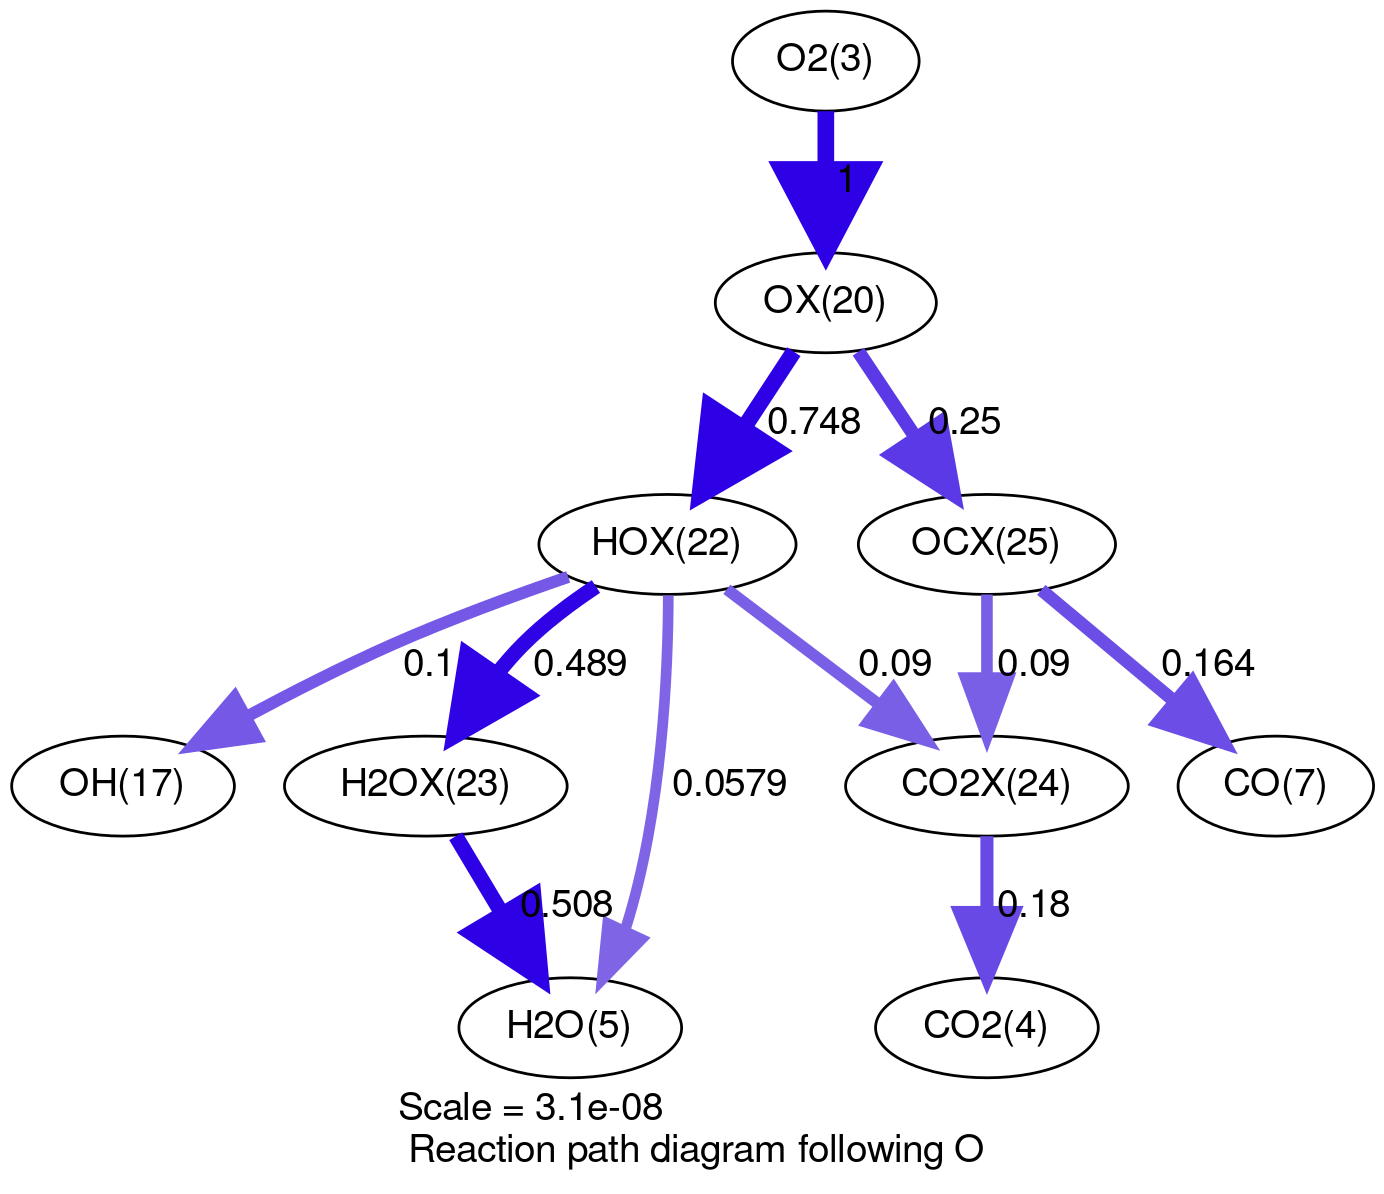 O2(3)
1
OX(20)
0.748
0.25
HOX(22)
OCX(25)
0.1
0.489
0.09
0.09
0.164
OH(17)
H2OX(23)
0.0579
CO2X(24)
CO(7)
0.508
0.18
H2O(5)
CO2(4)
Scale = 3.1e-08
Reaction path diagram following O